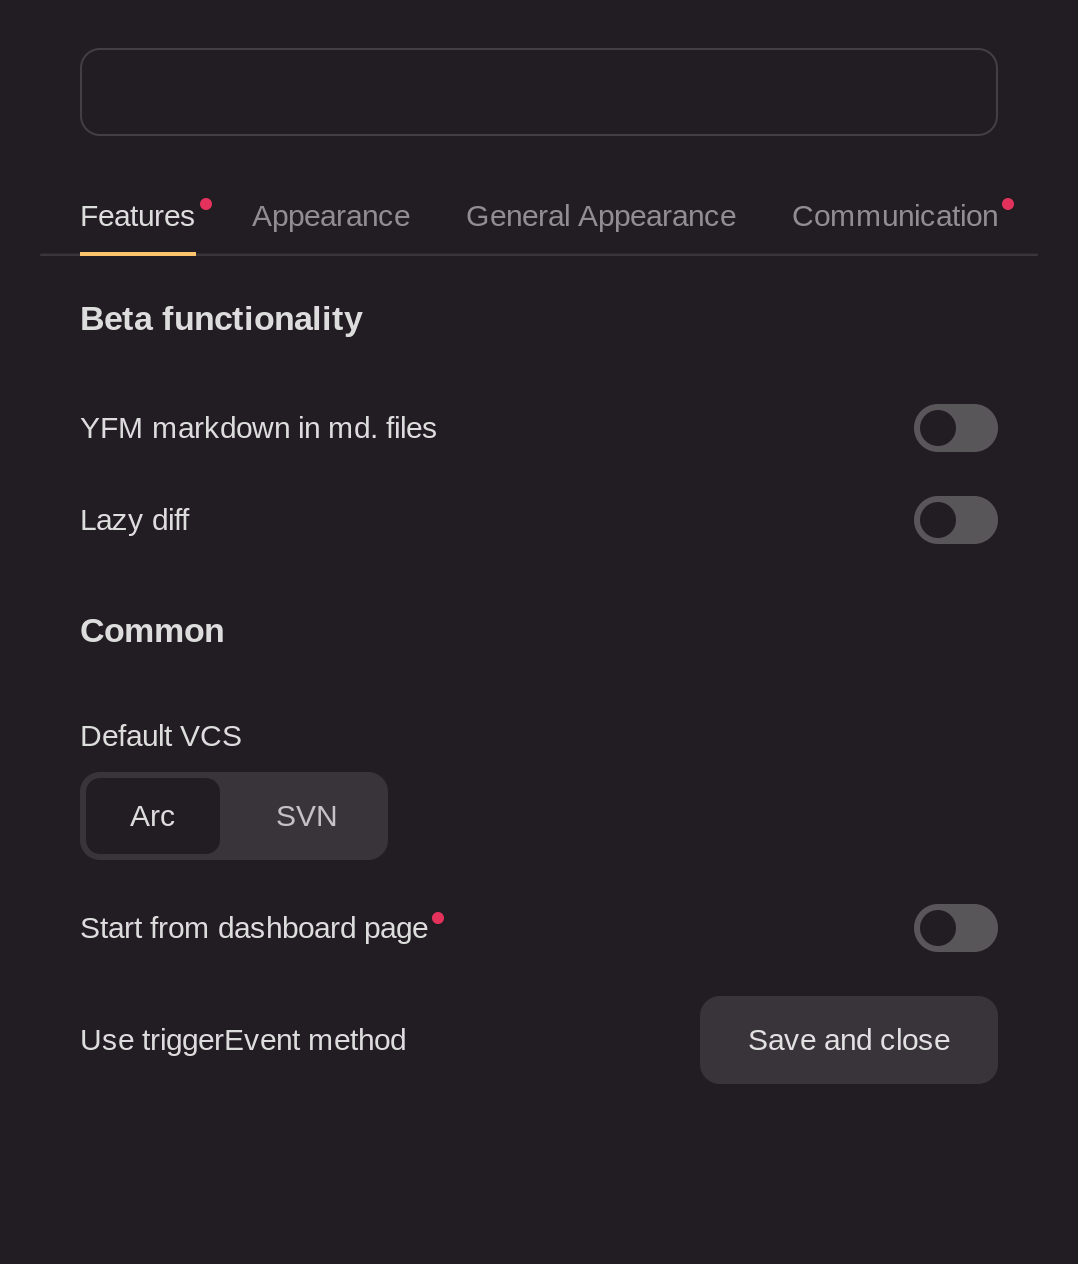 Features Appearance General Appearance Communication
Beta functionality
YFM markdown in md. files
Lazy diff
Common
Default VCS
Arc SVN
Start from dashboard page
Use triggerEvent method Save and close